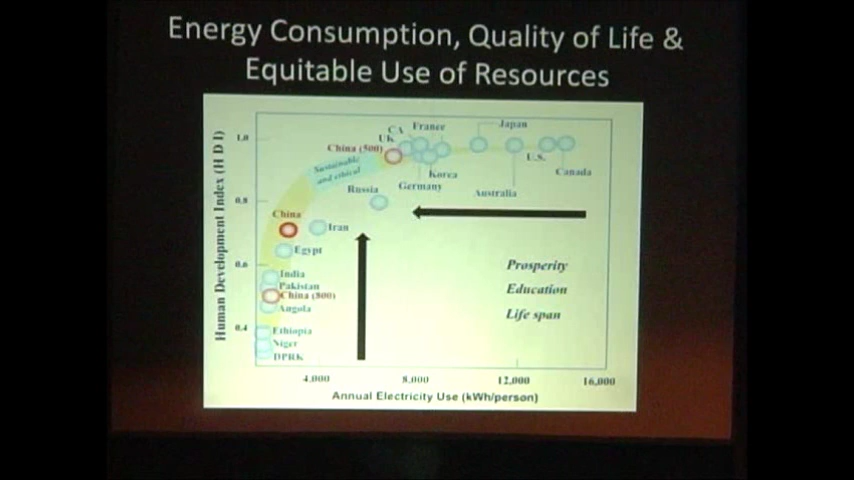 Energy Consumption, Quality of Life &
Equitable Use of Resources
Human Development Index (H D I)
1.0
0.8
0.6
0.4
CA
France
Japan
UK
China (500)
U.S.
Sustainable
and ethical
Korea
Canada
Russia
Germany
Australia
China
Iran
Egypt
Prosperity
India
Pakistan
Education
China (800)
Angola
Life span
Ethiopia
Niger
DPRK
4,000
8,000
12,000
16,000
Annual Electricity Use (kWh/person)